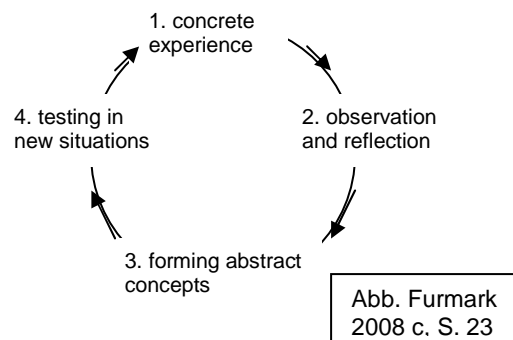 1. concrete
experience
2. observation
and reflection
3. forming abstract
concepts
4. testing in
new situations
Abb. Furmark
2008 c, S. 23